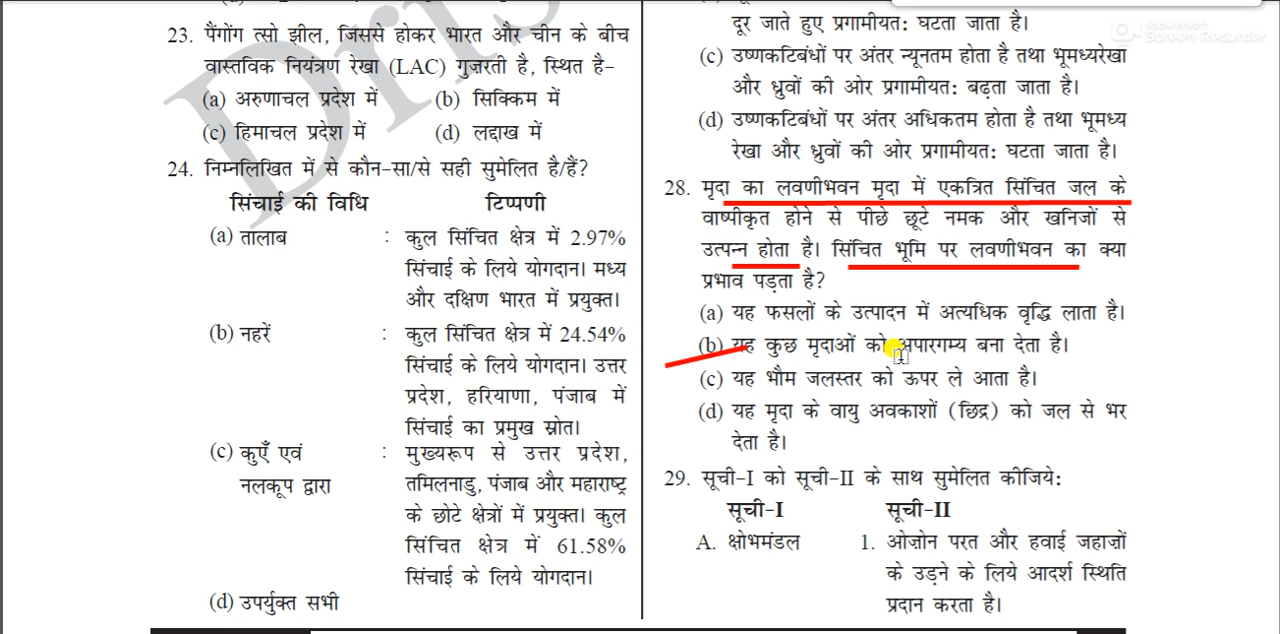 23. पैंगोंग त्सो झील, जिससे होकर भारत और चीन के बीच
वास्तविक नियंत्रण रेखा (LAC) गुज़रती है, स्थित है–
(a) अरुणाचल प्रदेश में (b) सिक्किम में
(c) हिमाचल प्रदेश में (d) लद्दाख में
24. निम्नलिखित में से कौन-सा/से सही सुमेलित है/हैं?
सिंचाई की विधि टिप्पणी
(a) तालाब : कुल सिंचित क्षेत्र में 2.97%
सिंचाई के लिये योगदान। मध्य
और दक्षिण भारत में प्रयुक्त।
(b) नहरें : कुल सिंचित क्षेत्र में 24.54%
सिंचाई के लिये योगदान। उत्तर
प्रदेश, हरियाणा, पंजाब में
सिंचाई का प्रमुख स्रोत।
(c) कुएँ एवं : मुख्यरूप से उत्तर प्रदेश,
नलकूप द्वारा तमिलनाडु, पंजाब और महाराष्ट्र
के छोटे क्षेत्रों में प्रयुक्त। कुल
सिंचित क्षेत्र में 61.58%
सिंचाई के लिये योगदान।
(d) उपर्युक्त सभी
दूर जाते हुए प्रगामीयत: घटता जाता है।
(c) उष्णकटिबंधों पर अंतर न्यूनतम होता है तथा भूमध्यरेखा
और ध्रुवों की ओर प्रगामीयत: बढ़ता जाता है।
(d) उष्णकटिबंधों पर अंतर अधिकतम होता है तथा भूमध्य
रेखा और ध्रुवों की ओर प्रगामीयत: घटता जाता है।
28. मृदा का लवणीभवन मृदा में एकत्रित सिंचित जल के
वाष्पीकृत होने से पीछे छूटे नमक और खनिजों से
उत्पन्न होता है। सिंचित भूमि पर लवणीभवन का क्या
प्रभाव पड़ता है?
(a) यह फसलों के उत्पादन में अत्यधिक वृद्धि लाता है।
(b) यह कुछ मृदाओं को अपारगम्य बना देता है।
(c) यह भौम जलस्तर को ऊपर ले आता है।
(d) यह मृदा के वायु अवकाशों (छिद्र) को जल से भर
देता है।
29. सूची-I को सूची-II के साथ सुमेलित कीजिये:
सूची-I सूची-II
A. क्षोभमंडल 1. ओज़ोन परत और हवाई जहाज़ों
के उड़ने के लिये आदर्श स्थिति
प्रदान करता है।
Apowersoft
Screen Recorder